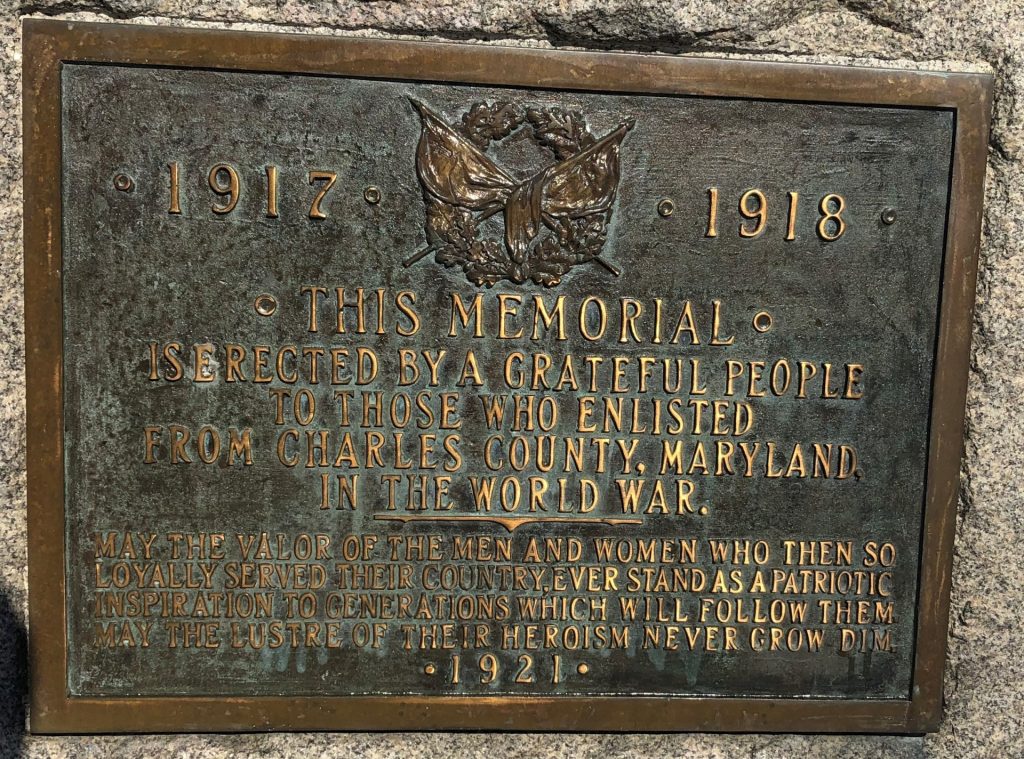 • 1917 • • 1918 •
• THIS MEMORIAL •
IS ERECTED BY A GRATEFUL PEOPLE
TO THOSE WHO ENLISTED
FROM CHARLES COUNTY, MARYLAND,
IN THE WORLD WAR.
MAY THE VALOR OF THE MEN AND WOMEN WHO THEN SO
LOYALLY SERVED THEIR COUNTRY, EVER STAND AS A PATRIOTIC
INSPIRATION TO GENERATIONS WHICH WILL FOLLOW THEM
MAY THE LUSTRE OF THEIR HEROISM NEVER GROW DIM.
• 1921 •